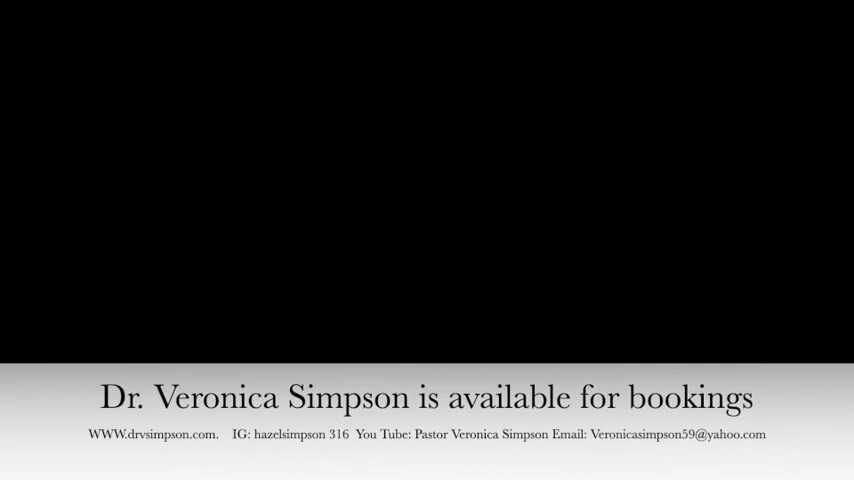 Dr. Veronica Simpson is available for bookings
WWW.drvsimpson.com. IG: hazelsimpson 316 You Tube: Pastor Veronica Simpson Email: Veronicasimpson59@yahoo.com